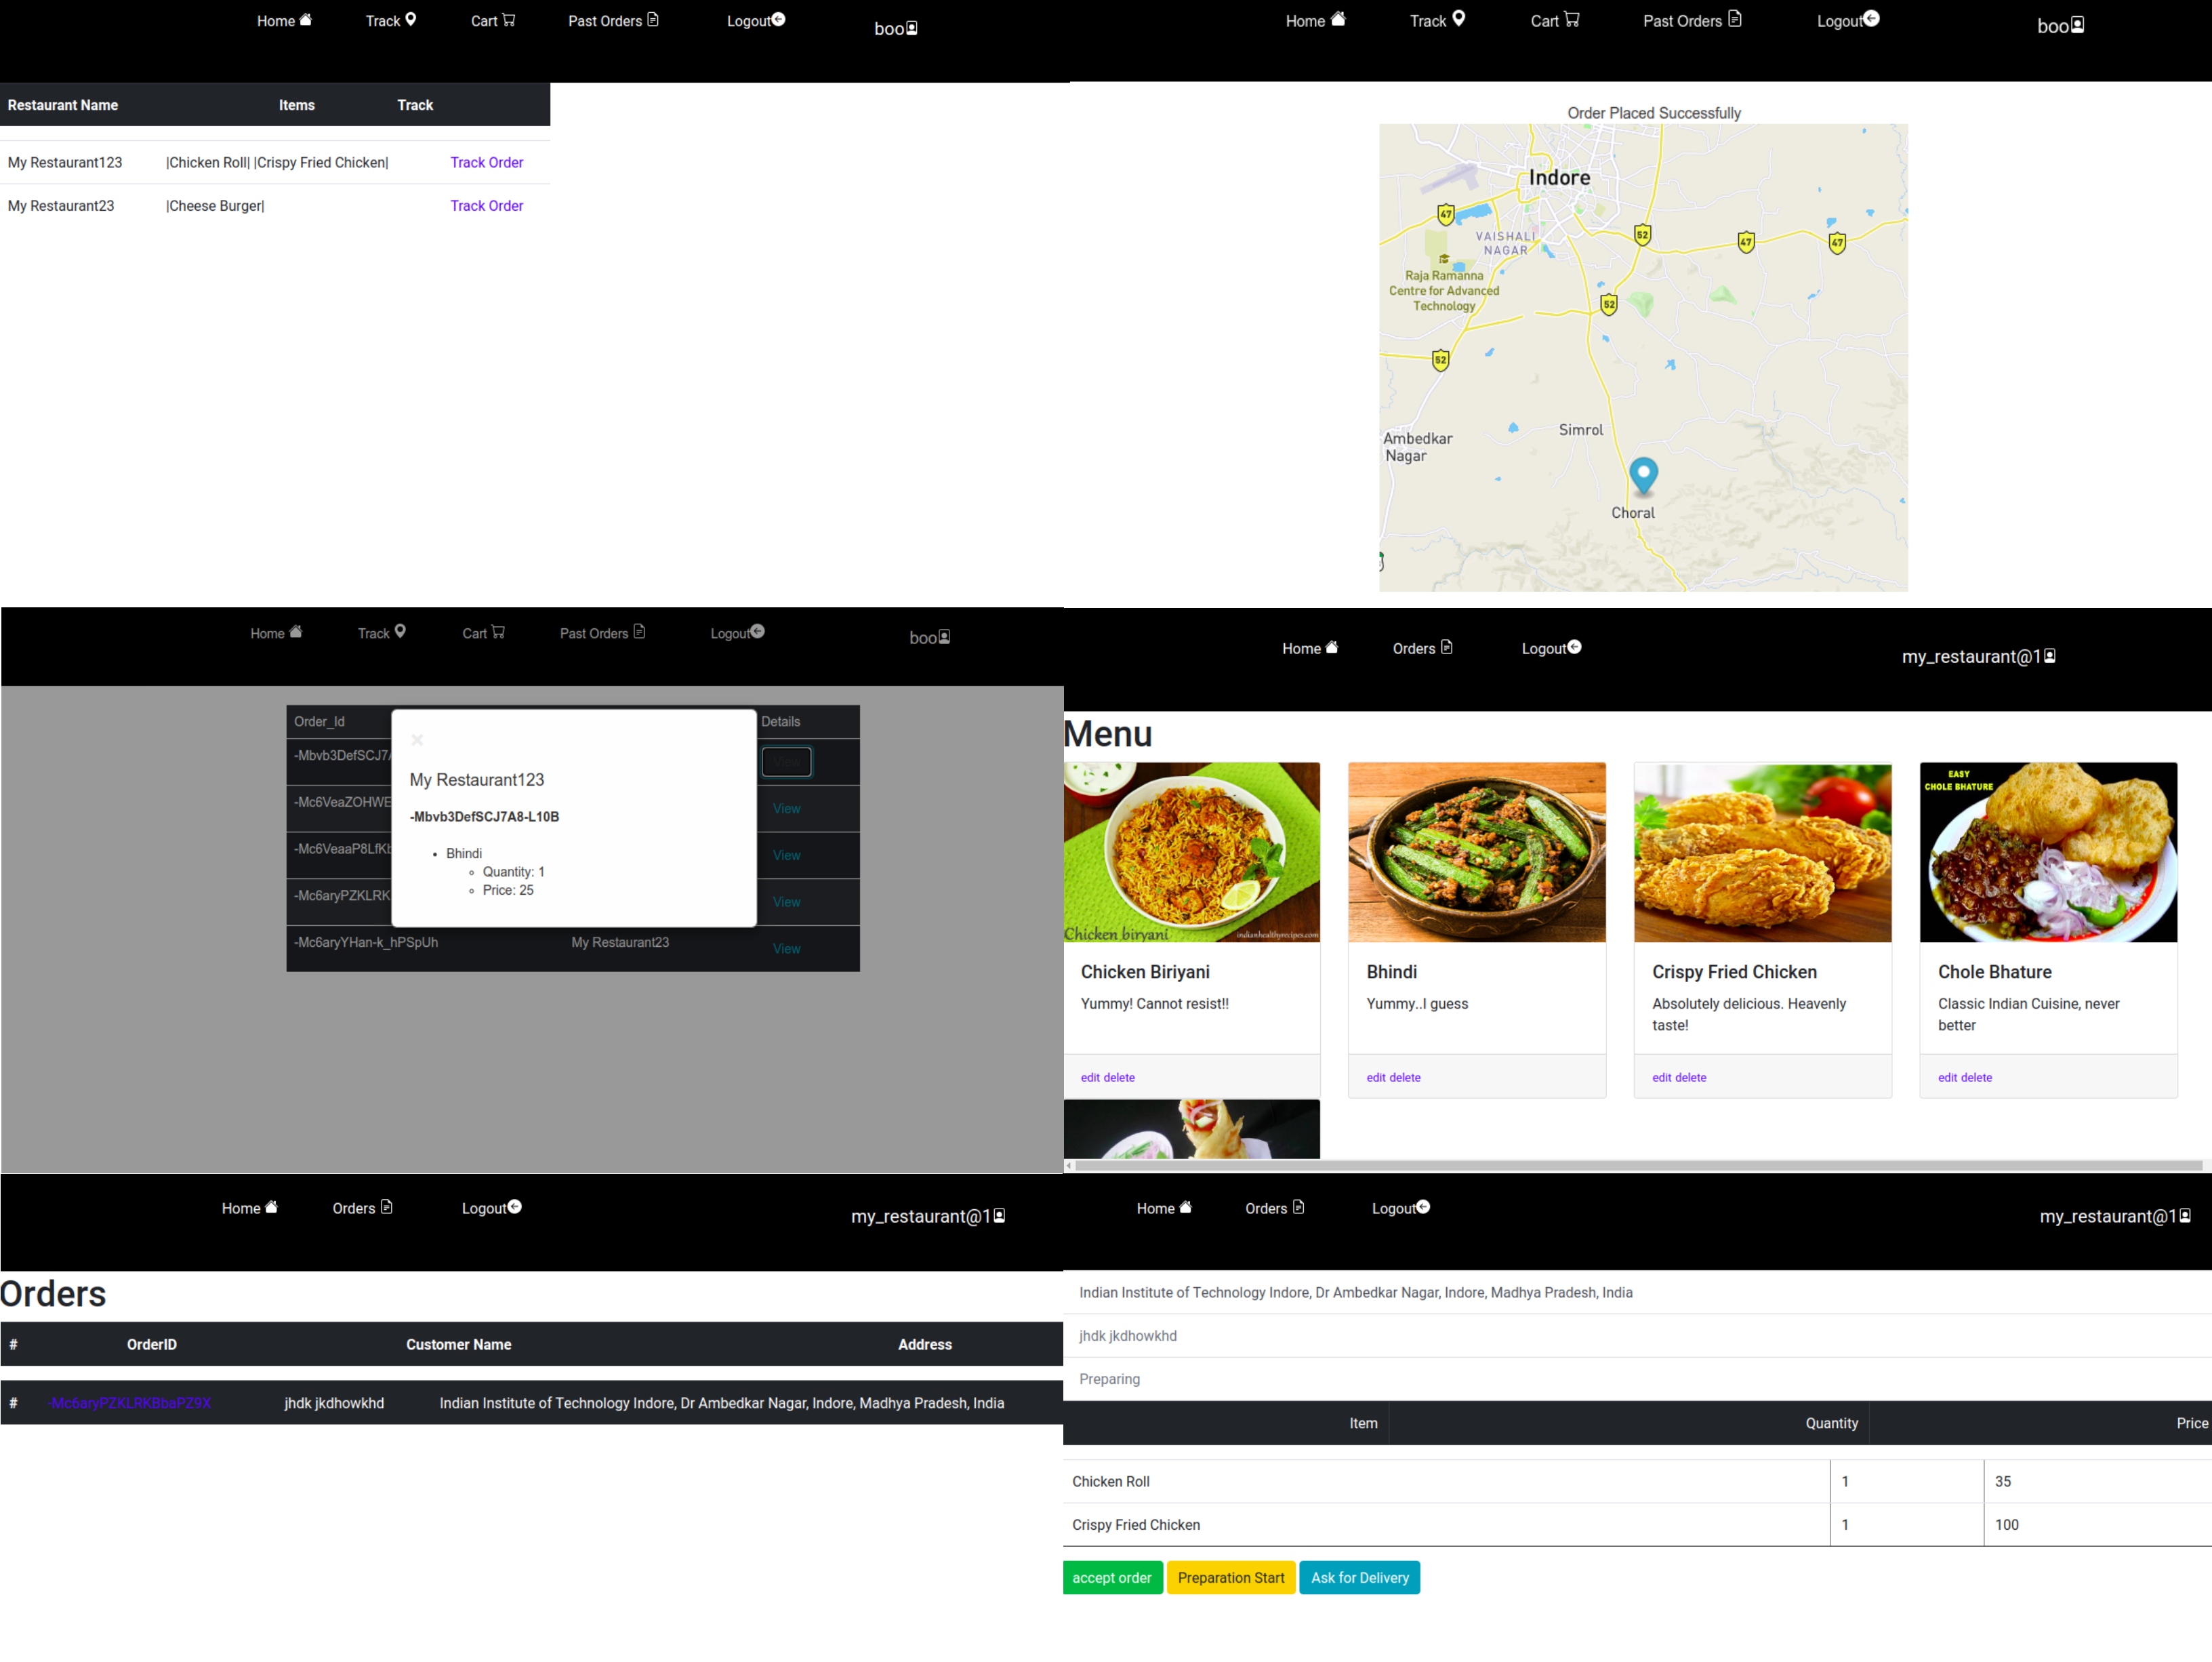 Home Track Cart Past Orders Logout boo
Restaurant Name Items Track
My Restaurant123 |Chicken Roll| |Crispy Fried Chicken| Track Order
My Restaurant23 |Cheese Burger| Track Order
Home Track Cart Past Orders Logout boo
Order Placed Successfully
Indore
47
VAISHALI
NAGAR
52
47
47
Raja Ramanna
Centre for Advanced
Technology
52
52
Ambedkar
Nagar
Simrol
Choral
Home Track Cart Past Orders Logout boo
Order_Id Details
-Mbvb3DefSCJ7 View
-Mc6VeaZOHWE View
-Mc6VeaaP8LfK View
-Mc6aryPZKLRK View
-Mc6aryYHan-k_hPSpUh My Restaurant23 View
×
My Restaurant123
-Mbvb3DefSCJ7A8-L10B
• Bhindi
◦ Quantity: 1
◦ Price: 25
Home Orders Logout my_restaurant@1
Menu
Chicken biryani indianhealthyrecipes.com
EASY
CHOLE BHATURE
Chicken Biriyani
Yummy! Cannot resist!!
edit delete
Bhindi
Yummy..I guess
edit delete
Crispy Fried Chicken
Absolutely delicious. Heavenly
taste!
edit delete
Chole Bhature
Classic Indian Cuisine, never
better
edit delete
Home Orders Logout my_restaurant@1
Orders
# OrderID Customer Name Address
# -Mc6aryPZKLRKBbaPZ9X jhdk jkdhowkhd Indian Institute of Technology Indore, Dr Ambedkar Nagar, Indore, Madhya Pradesh, India
Home Orders Logout my_restaurant@1
Indian Institute of Technology Indore, Dr Ambedkar Nagar, Indore, Madhya Pradesh, India
jhdk jkdhowkhd
Preparing
Item Quantity Price
Chicken Roll 1 35
Crispy Fried Chicken 1 100
accept order Preparation Start Ask for Delivery